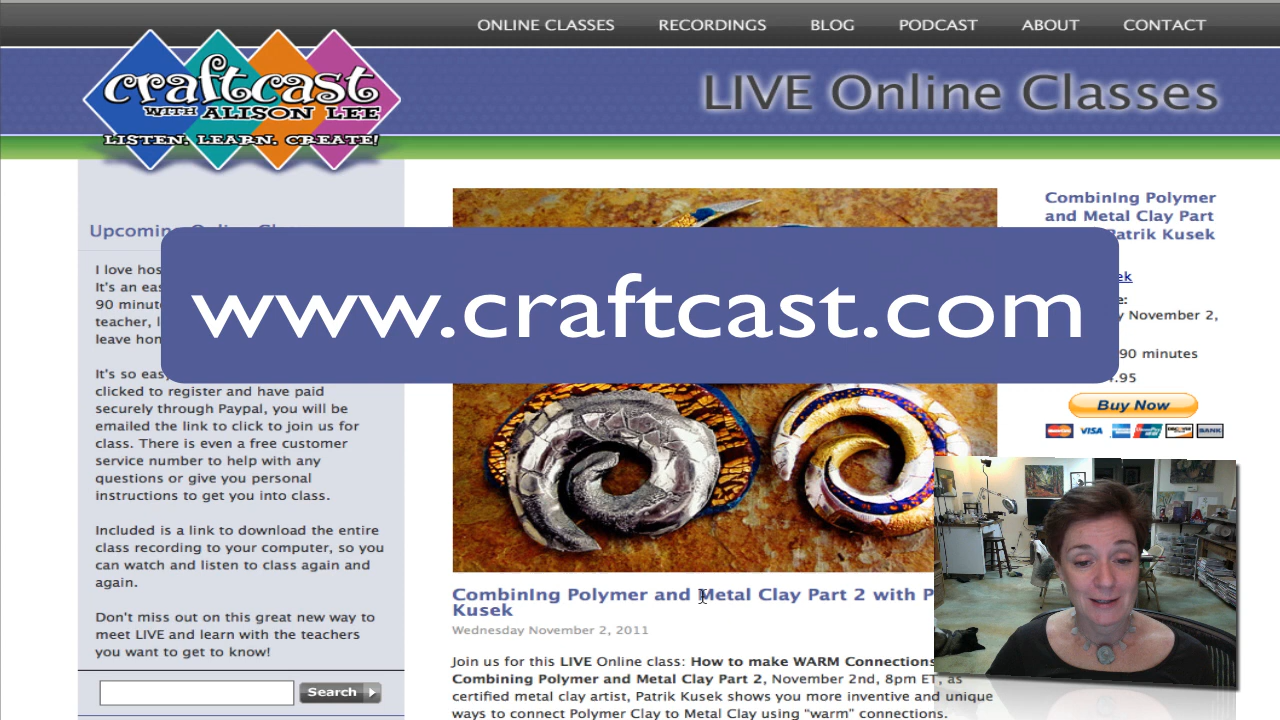 ONLINE CLASSES RECORDINGS BLOG PODCAST ABOUT CONTACT
craftcast
WITH ALISON LEE
LISTEN. LEARN. CREATE!
LIVE Online Classes
Upcoming Online
I love
It's an
90
teacher,
leave
It's so
clicked to register and have paid
securely through Paypal, you will be
emailed the link to click to join us for
class. There is even a free customer
service number to help with any
questions or give you personal
instructions to get you into class.
Included is a link to download the entire
class recording to your computer, so you
can watch and listen to class again and
again.
Don't miss out on this great new way to
meet LIVE and learn with the teachers
you want to get to know!
Search
www.craftcast.com
CombinIng Polymer and Metal Clay Part 2 with
Kusek
Wednesday November 2, 2011
Join us for this LIVE Online class: How to make WARM Connections
Combining Polymer and Metal Clay Part 2, November 2nd, 8pm ET, as
certified metal clay artist, Patrik Kusek shows you more inventive and unique
ways to connect Polymer Clay to Metal Clay using "warm" connections.
CombinIng Polymer
and Metal Clay Part
Patrik Kusek
November 2,
90 minutes
.95
Buy Now
MasterCard VISA DISCOVER BANK